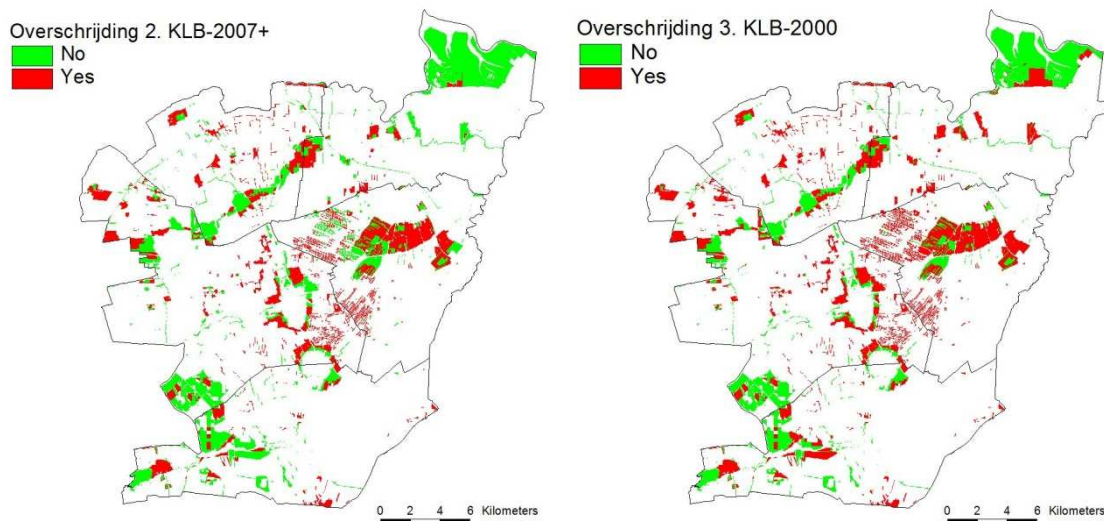 Overschrijding 2. KLB-2007+
No
Yes
0 2 4 6 Kilometers
Overschrijding 3. KLB-2000
No
Yes
0 2 4 6 Kilometers